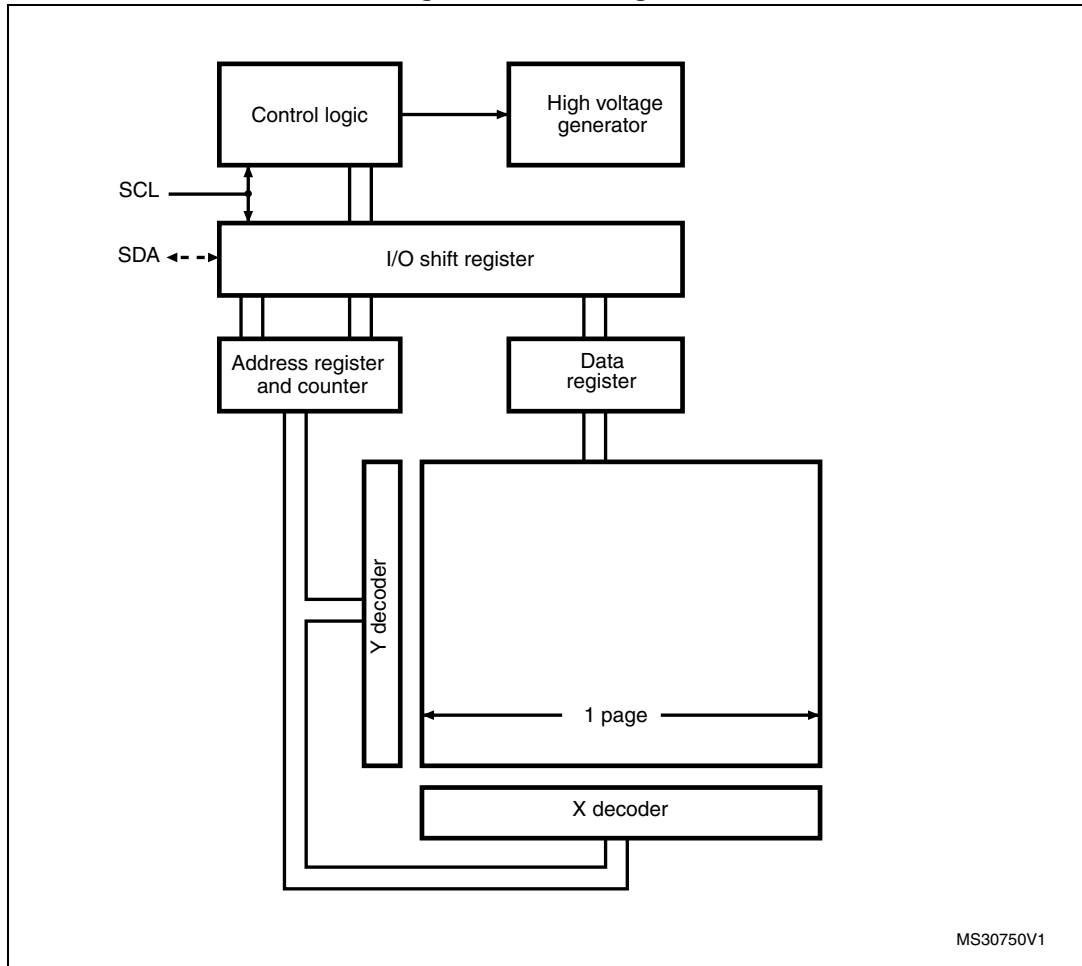 Control logic
High voltage
generator
SCL
SDA
I/O shift register
Address register
and counter
Data
register
Y decoder
1 page
X decoder
MS30750V1